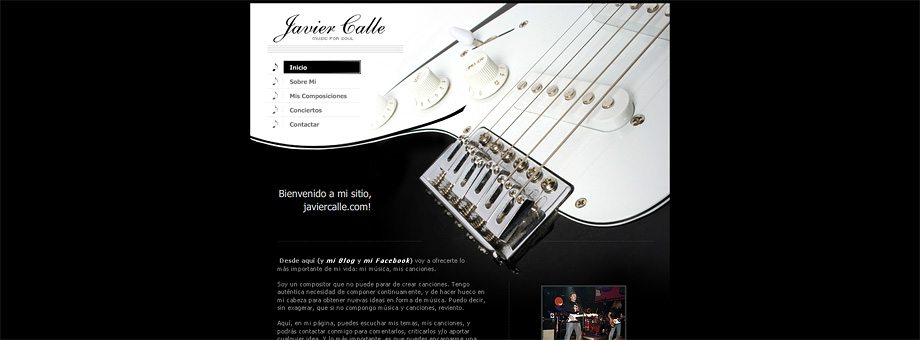 Javier Calle
MUSIC FOR SOUL
Inicio
Sobre Mi
Mis Composiciones
Conciertos
Contactar
Bienvenido a mi sitio,
javiercalle.com!
Desde aquí (y mi Blog y mi Facebook) voy a ofrecerte lo
más importante de mi vida: mi música, mis canciones.
Soy un compositor que no puede parar de crear canciones. Tengo
auténtica necesidad de componer continuamente, y de hacer hueco en
mi cabeza para obtener nuevas ideas en forma de música. Puedo decir,
sin exagerar, que si no compongo música y canciones, reviento.
Aquí, en mi página, puedes escuchar mis temas, mis canciones, y
podrás contactar conmigo para comentarlos, criticarlos y/o aportar
cualquier idea. Y lo más importante, es que puedes encargarme una